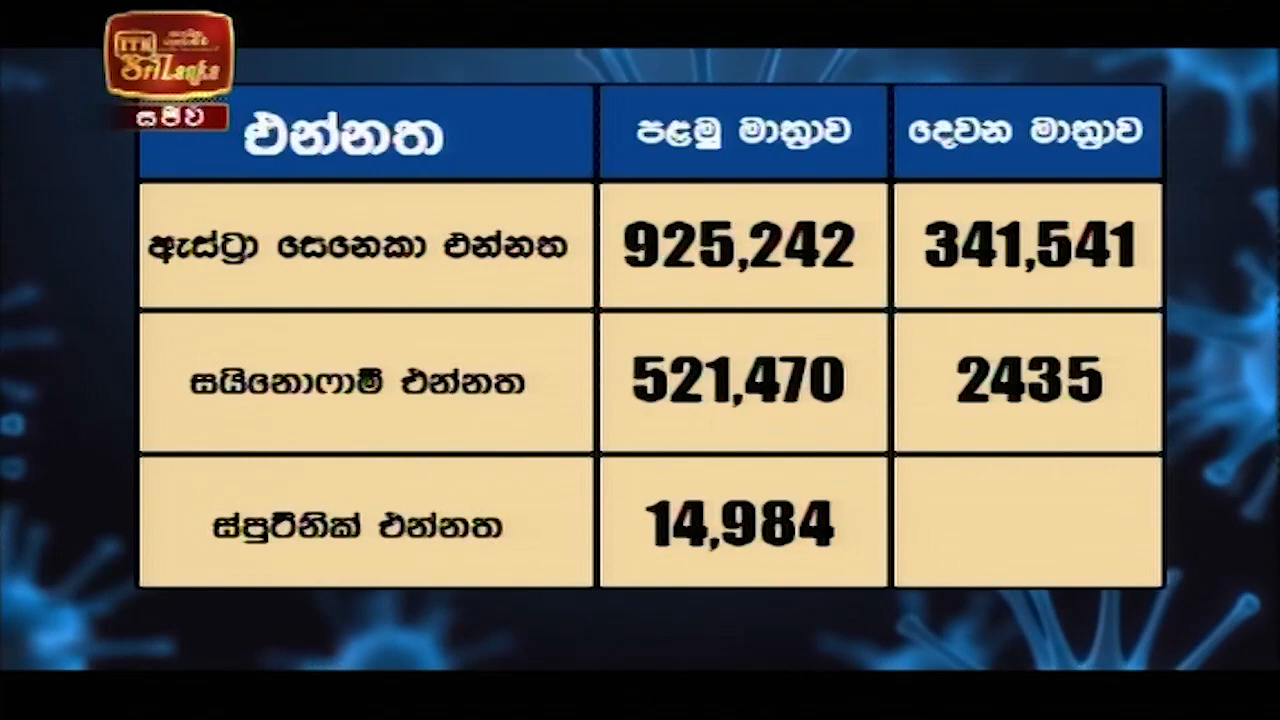 ITN
Sri Lanka
සජීවී
එන්නත පළමු මාත්‍රාව දෙවන මාත්‍රාව
ඇස්ට්‍රා සෙනෙකා එන්නත 925,242 341,541
සයිනොෆාම් එන්නත 521,470 2435
ස්පුට්නික් එන්නත 14,984